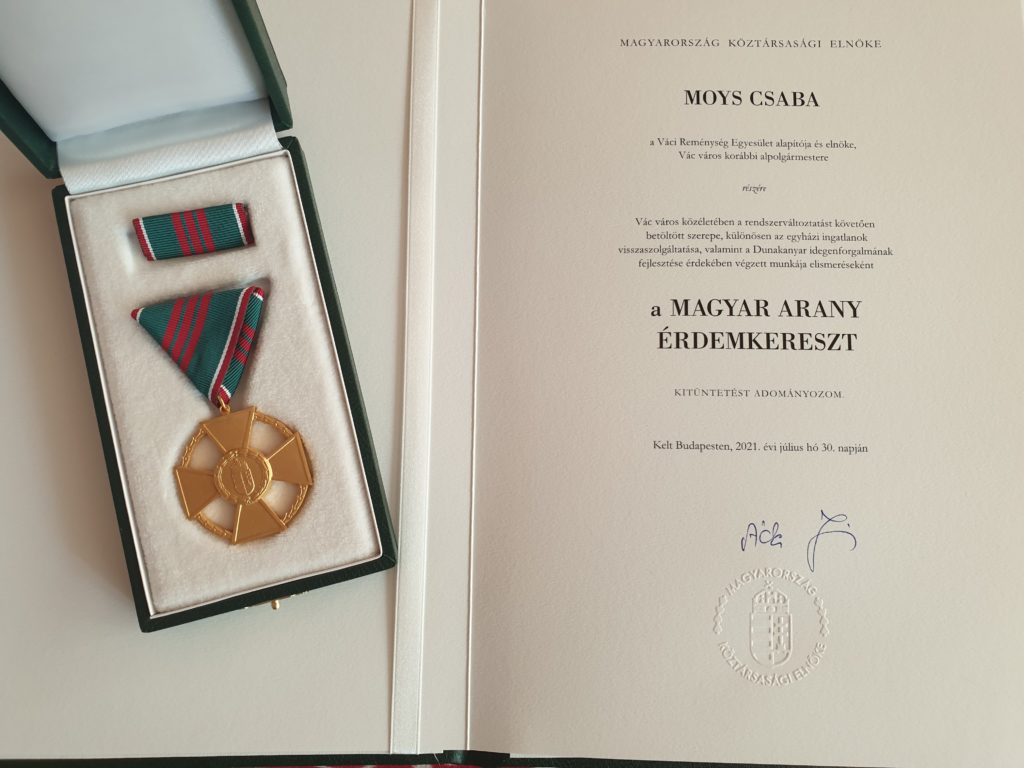 MAGYARORSZÁG KÖZTÁRSASÁGI ELNÖKE
MOYS CSABA
a Váci Reménység Egyesület alapítója és elnöke,
Vác város korábbi alpolgármestere
részére
Vác város közéletében a rendszerváltoztatást követően
betöltött szerepe, különösen az egyházi ingatlanok
visszaszolgáltatása, valamint a Dunakanyar idegenforgalmának
fejlesztése érdekében végzett munkája elismeréseként
a MAGYAR ARANY
ÉRDEMKERESZT
KITÜNTETÉST ADOMÁNYOZOM.
Kelt Budapesten, 2021. évi július hó 30. napján
MAGYARORSZÁG
KÖZTÁRSASÁGI ELNÖKE